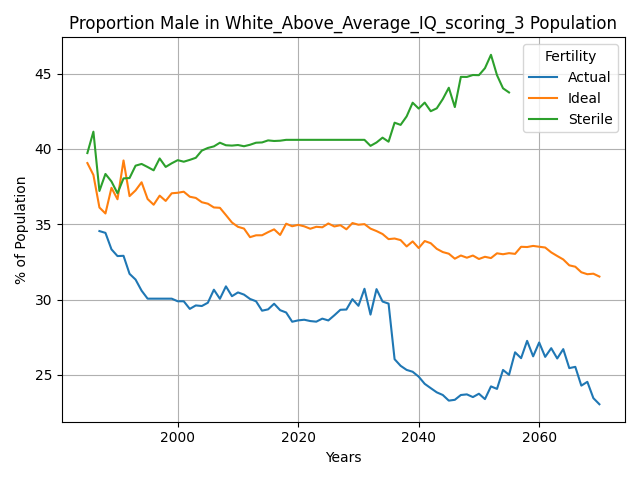 Proportion Male in White_Above_Average_IQ_scoring_3 Population
Fertility
Actual
Ideal
Sterile
% of Population
45
40
35
30
25
2000
2020
2040
2060
Years